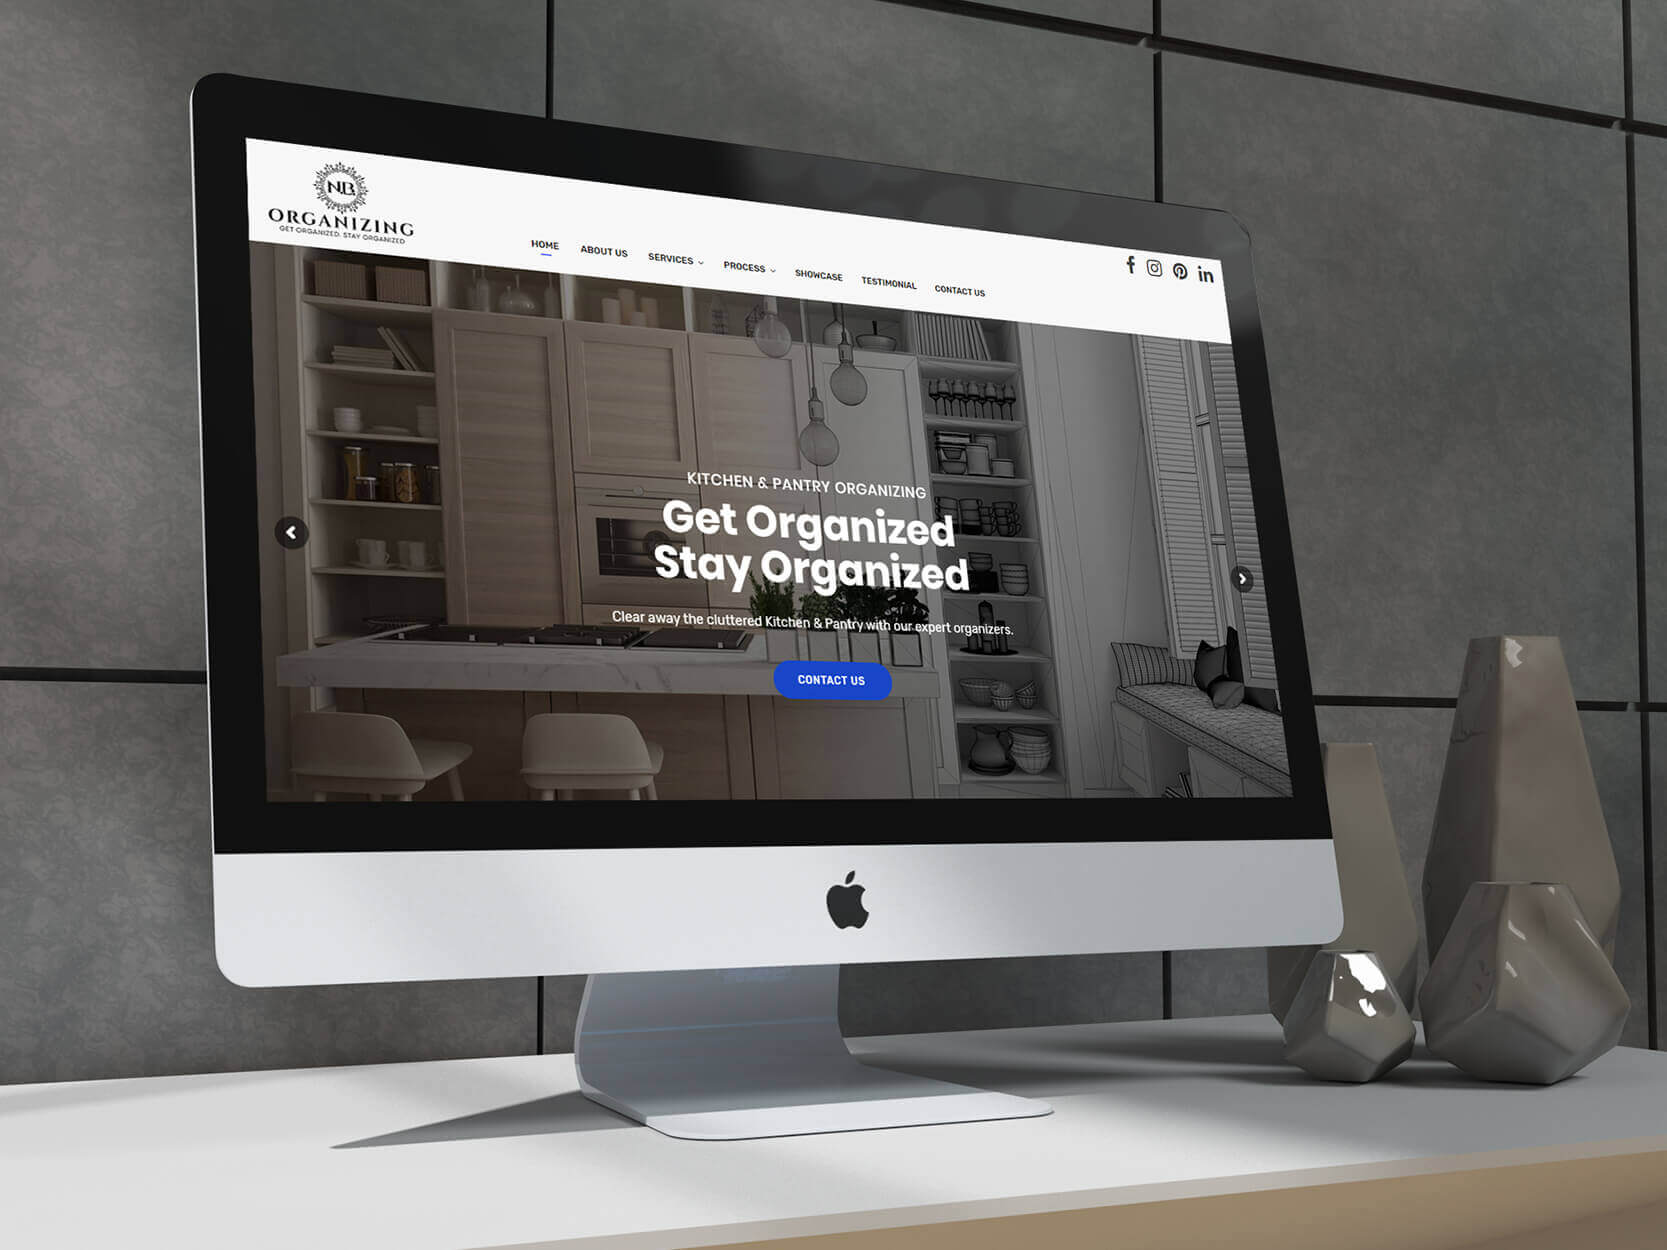 N.B.
ORGANIZING
GET ORGANIZED. STAY ORGANIZED
HOME ABOUT US SERVICES PROCESS SHOWCASE TESTIMONIAL CONTACT US
KITCHEN & PANTRY ORGANIZING
Get Organized
Stay Organized
Clear away the cluttered Kitchen & Pantry with our expert organizers.
CONTACT US